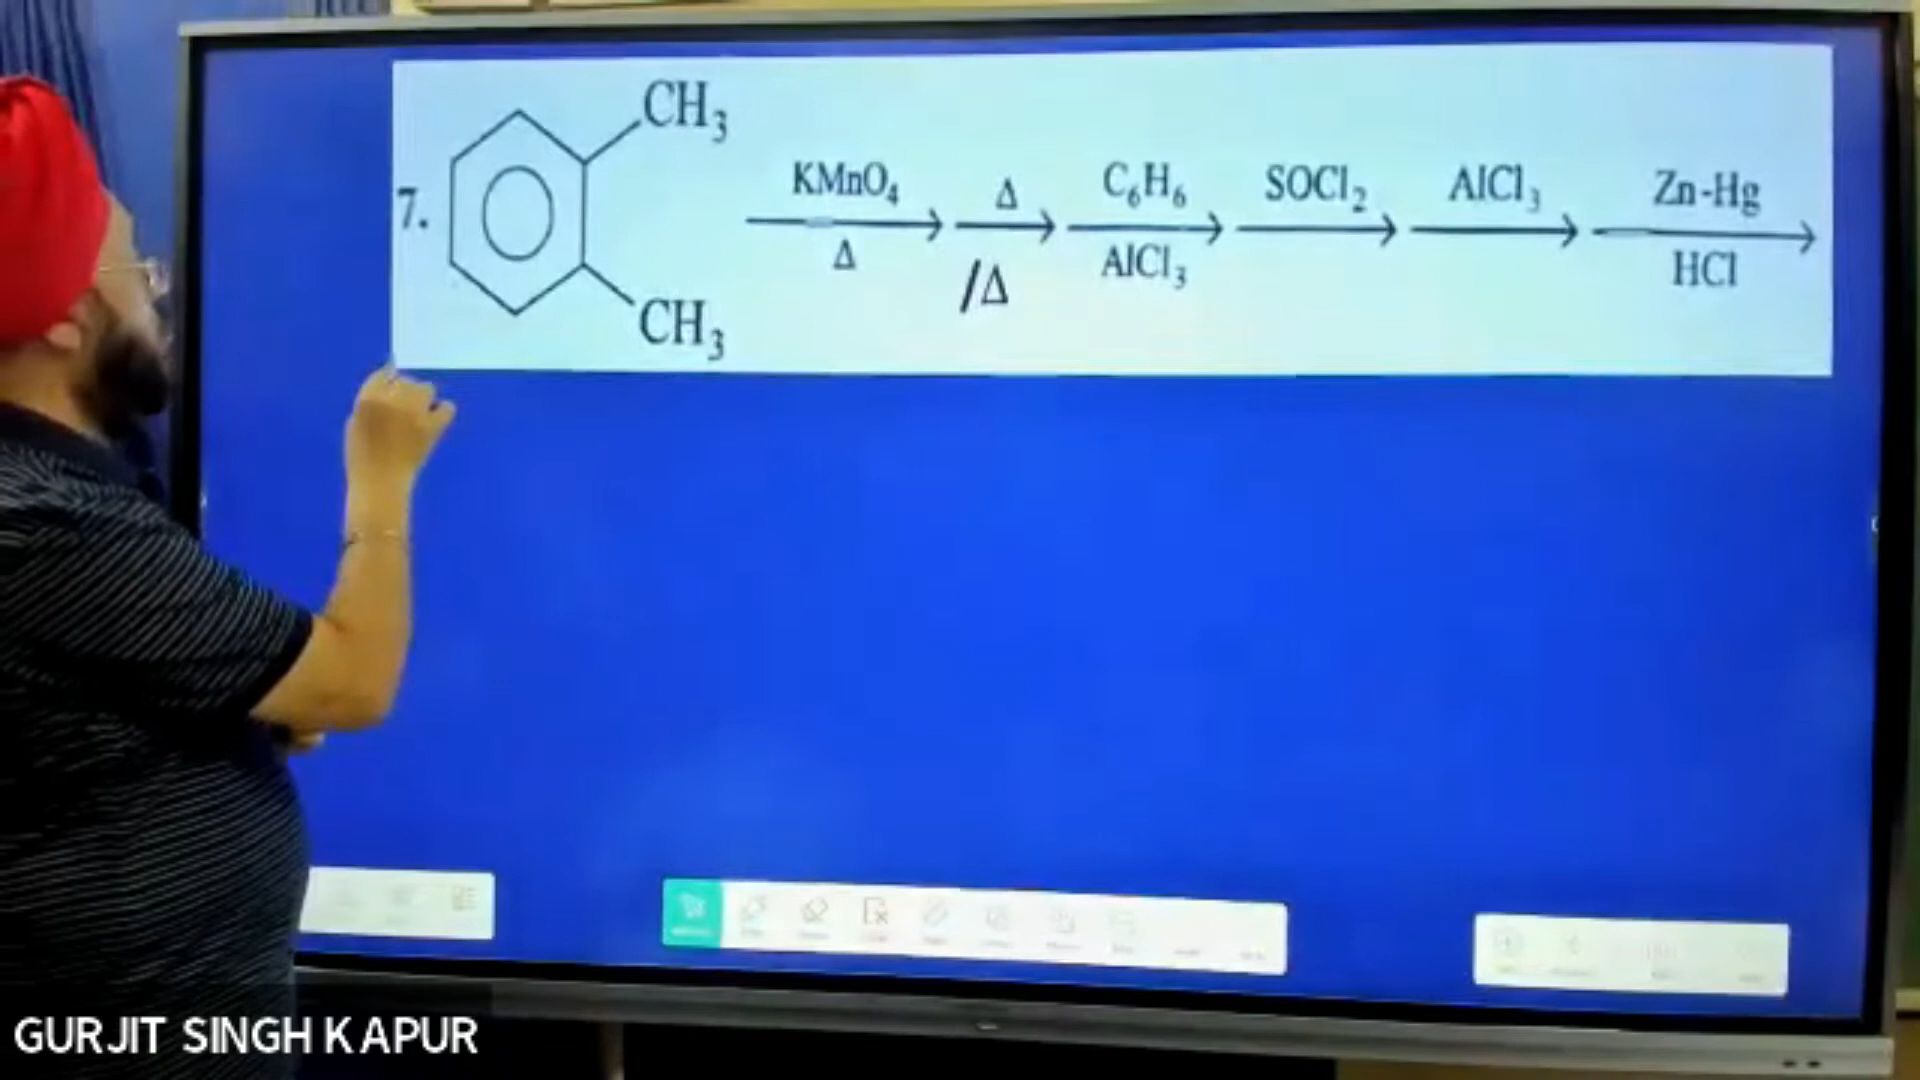 7.
CH₃
CH₃
KMnO₄
Δ
Δ
/Δ
C₆H₆
AlCl₃
SOCl₂
AlCl₃
Zn-Hg
HCl
GURJIT SINGH KAPUR